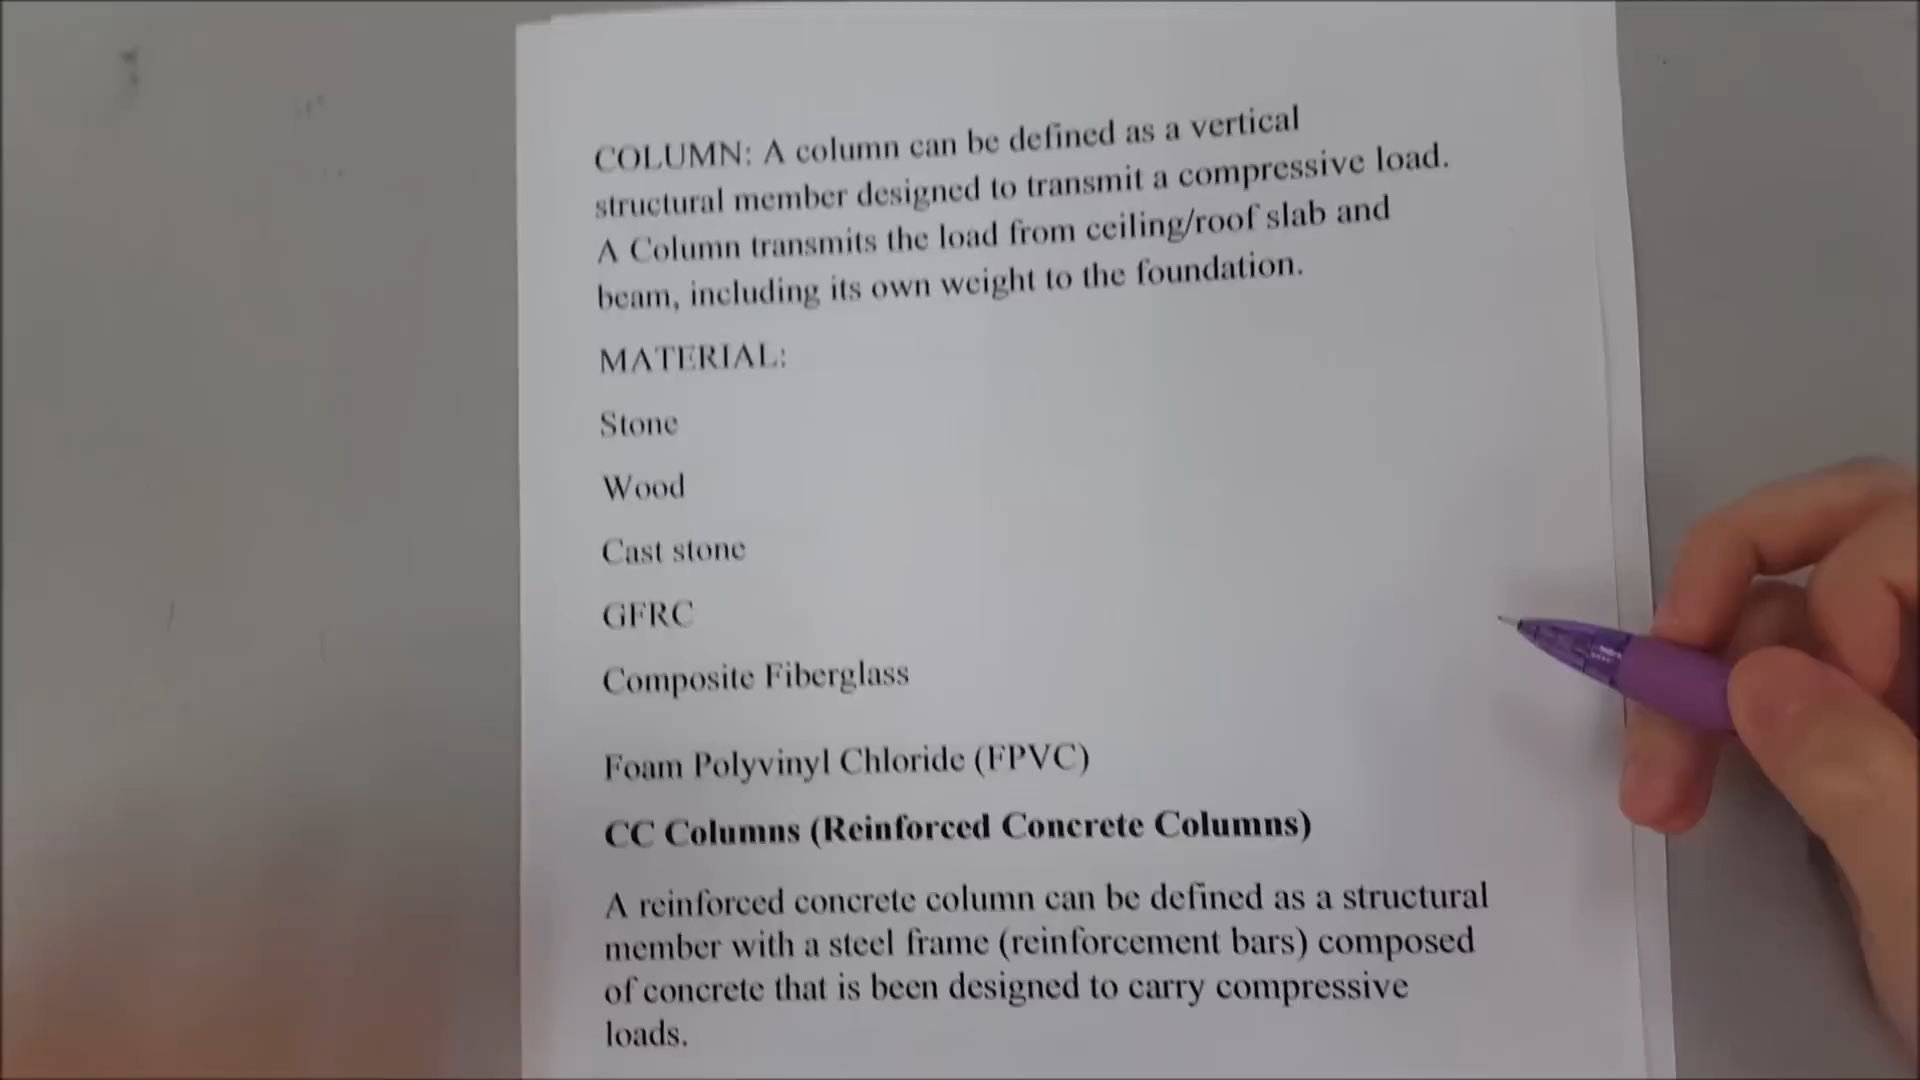 COLUMN: A column can be defined as a vertical
structural member designed to transmit a compressive load.
A Column transmits the load from ceiling/roof slab and
beam, including its own weight to the foundation.
MATERIAL:
Stone
Wood
Cast stone
GFRC
Composite Fiberglass
Foam Polyvinyl Chloride (FPVC)
CC Columns (Reinforced Concrete Columns)
A reinforced concrete column can be defined as a structural
member with a steel frame (reinforcement bars) composed
of concrete that is been designed to carry compressive
loads.